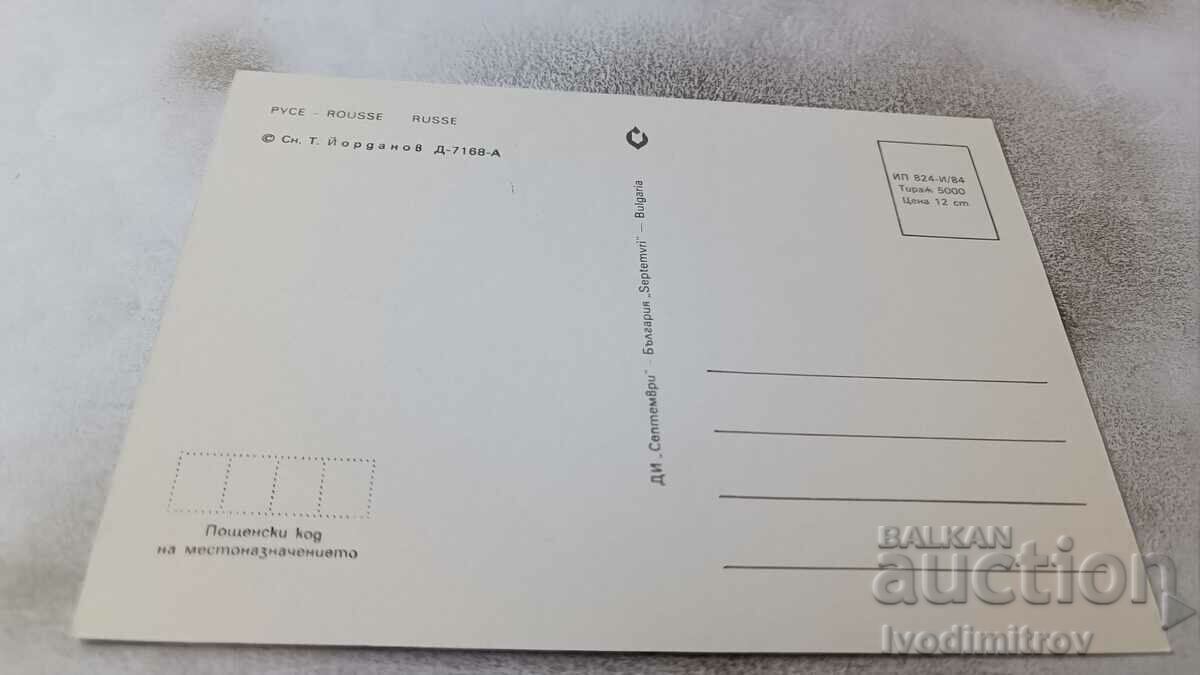 РУСЕ - ROUSSE RUSSE
© Сн. Т. Йорданов Д-7168-А
ДИ „Септември" - България „Septemvri" — Bulgaria
ИП 824-И/84
Тираж 5000
Цена 12 ст.
Пощенски код
на местоназначението
BALKAN
auction
Ivodimitrov